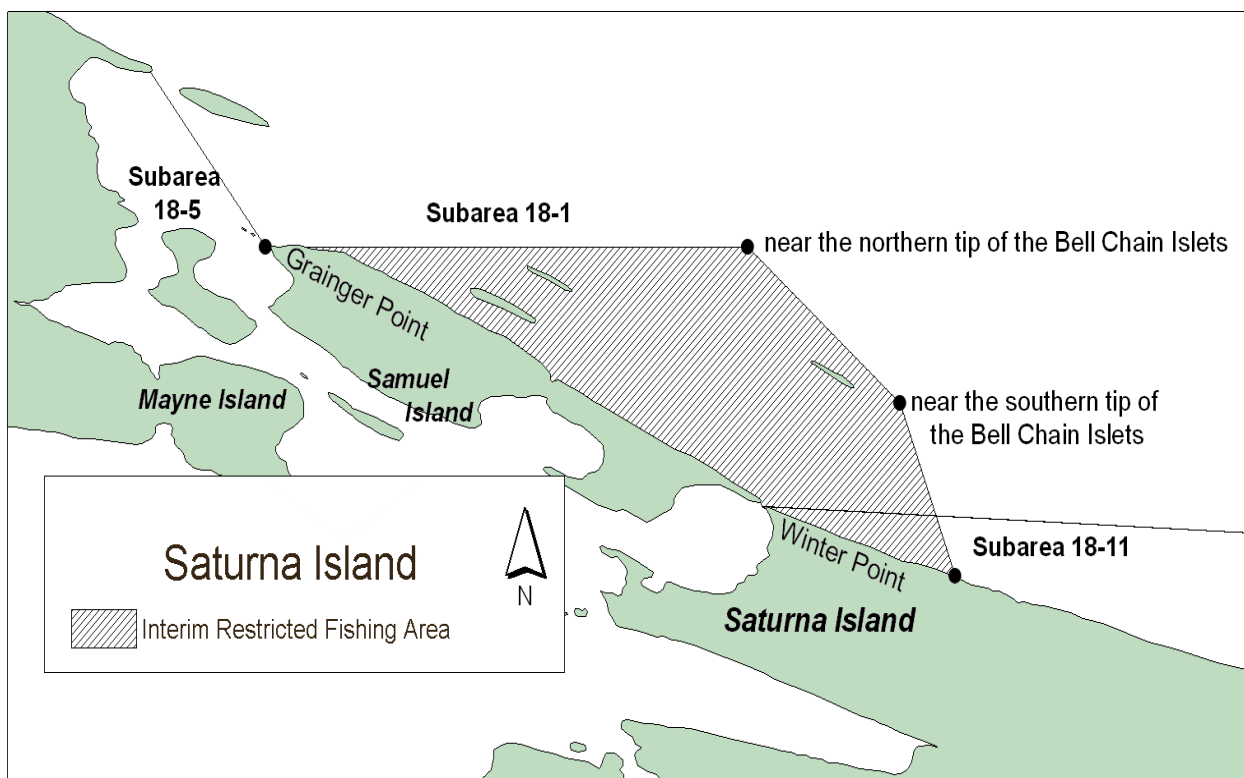 Subarea
18-5
Subarea 18-1
near the northern tip of the Bell Chain Islets
Grainger Point
Samuel
Island
Mayne Island
near the southern tip of
the Bell Chain Islets
Winter Point
Subarea 18-11
Saturna Island
Saturna Island
N
Interim Restricted Fishing Area